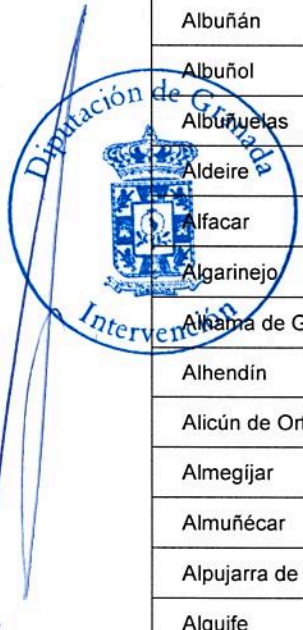 Albuñán
Albuñol
Albuñuelas
Aldeire
Alfacar
Algarinejo
Alhama de G
Alhendín
Alicún de Ort
Almegíjar
Almuñécar
Alpujarra de
Alquife
Diputación de Granada
Intervención